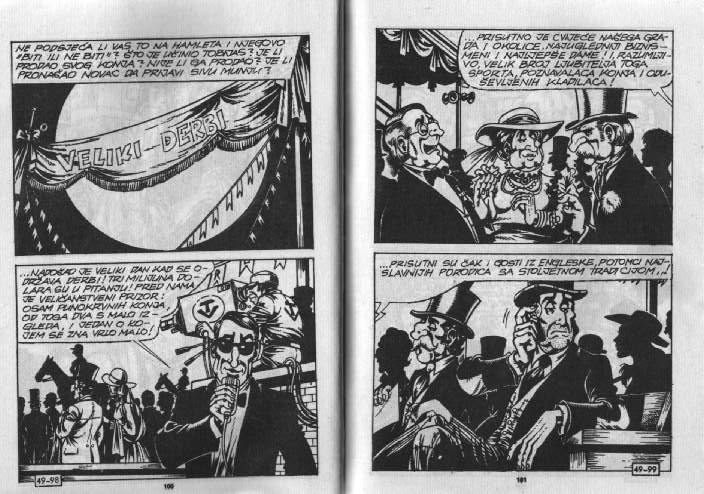 NE PODSJEĆA LI VAS TO NA HAMLETA I NJEGOVO
"BITI ILI NE BITI"? ŠTO JE UČINIO TOBIJAS? JE LI
PRODAO SVOG KONJA? NIJE LI GA PRODAO? JE LI
PRONAŠAO NOVAC DA PRIJAVI SIVU MUNJU?
VELIKI DERBI
...NADOŠAO JE VELIKI DAN KAD SE O-
DRŽAVA DERBI! TRI MILIJUNA DO-
LARA SU U PITANJU! PRED NAMA
JE VELIČANSTVENI PRIZOR:
OSAM PUNOKRVNIH KONJA,
OD TOGA DVA S MALO IZ-
GLEDA, I JEDAN O KO-
JEM SE ZNA VRLO MALO!
49-98
100
...PRISUTNO JE CVIJEĆE NAČEGA GRA-
DA I OKOLICE. NAJUGLEDNIJI BIZNIS-
MENI I NAJLJEPŠE DAME! I, RAZUMLJI-
VO, VELIK BROJ LJUBITELJA TOGA
SPORTA, POZNAVALACA KONJA I ODU-
ŠEVLJENIH KLADILACA!
...PRISUTNI SU ČAK I GOSTI IZ ENGLESKE, POTOMCI NAJ-
SLAVNIJIH PORODICA SA STOLJETNOM TRADICIJOM...
49-99
101